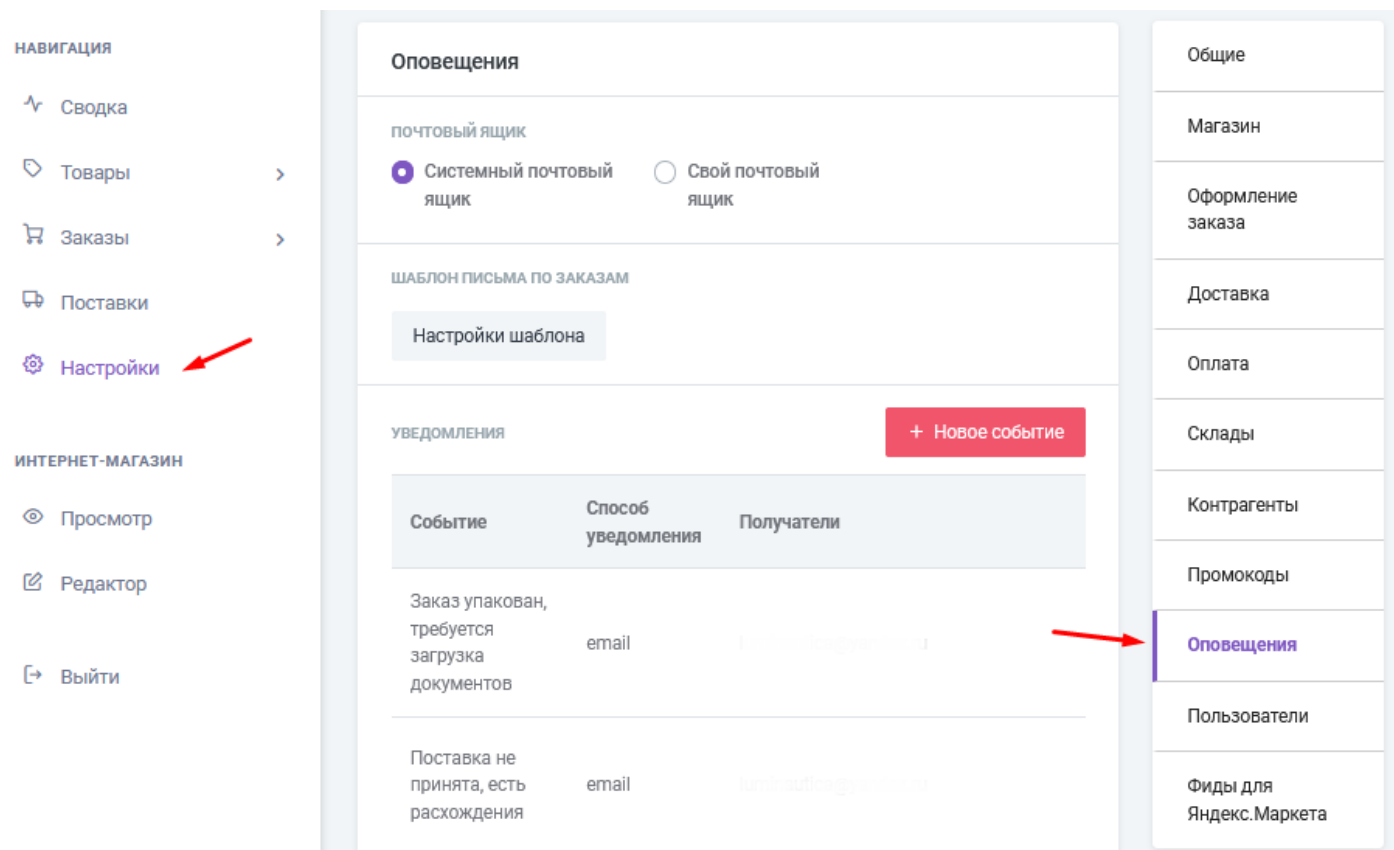 НАВИГАЦИЯ
Сводка
Товары
Заказы
Поставки
Настройки
ИНТЕРНЕТ-МАГАЗИН
Просмотр
Редактор
Выйти
Оповещения
ПОЧТОВЫЙ ЯЩИК
Системный почтовый
ящик
Свой почтовый
ящик
ШАБЛОН ПИСЬМА ПО ЗАКАЗАМ
Настройки шаблона
УВЕДОМЛЕНИЯ
+ Новое событие
Событие
Способ
уведомления
Получатели
Заказ упакован,
требуется
загрузка
документов
email
Поставка не
принята, есть
расхождения
email
Общие
Магазин
Оформление
заказа
Доставка
Оплата
Склады
Контрагенты
Промокоды
Оповещения
Пользователи
Фиды для
Яндекс.Маркета